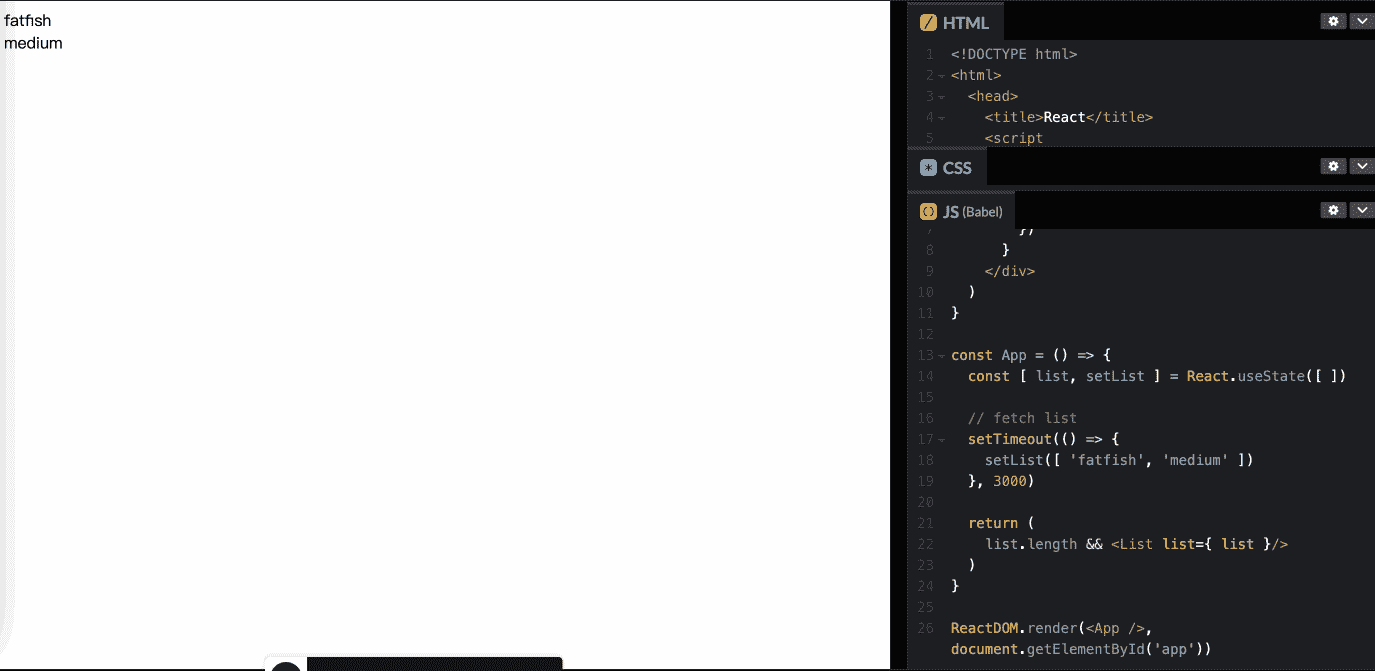 fatfish
medium
HTML
1 <!DOCTYPE html>
2 <html>
3 <head>
4 <title>React</title>
5 <script
CSS
JS (Babel)
7 })
8 }
9 </div>
10 )
11 }
12
13 const App = () => {
14 const [ list, setList ] = React.useState([ ])
15
16 // fetch list
17 setTimeout(() => {
18 setList([ 'fatfish', 'medium' ])
19 }, 3000)
20
21 return (
22 list.length && <List list={ list }/>
23 )
24 }
25
26 ReactDOM.render(<App />,
document.getElementById('app'))